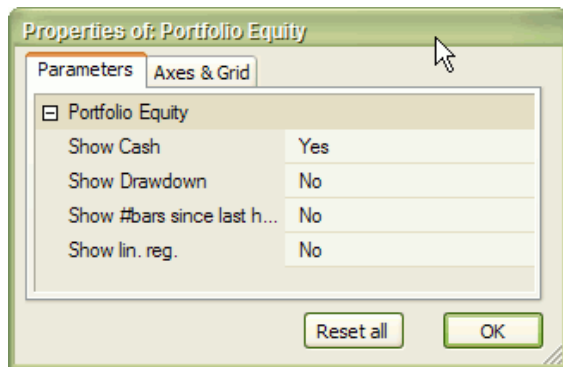 Properties of: Portfolio Equity
Parameters Axes & Grid
Portfolio Equity
Show Cash Yes
Show Drawdown No
Show #bars since last h... No
Show lin. reg. No
Reset all OK